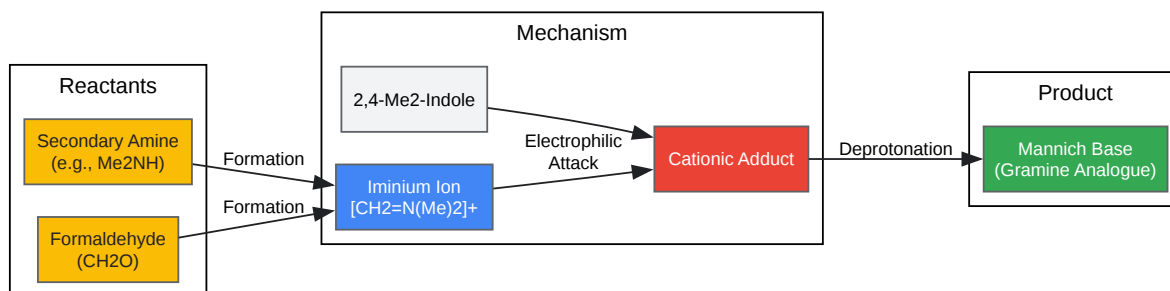 Reactants
Secondary Amine
(e.g., Me2NH)
Formaldehyde
(CH2O)
Formation
Formation
Mechanism
2,4-Me2-Indole
Iminium Ion
[CH2=N(Me)2]+
Electrophilic
Attack
Cationic Adduct
Deprotonation
Product
Mannich Base
(Gramine Analogue)